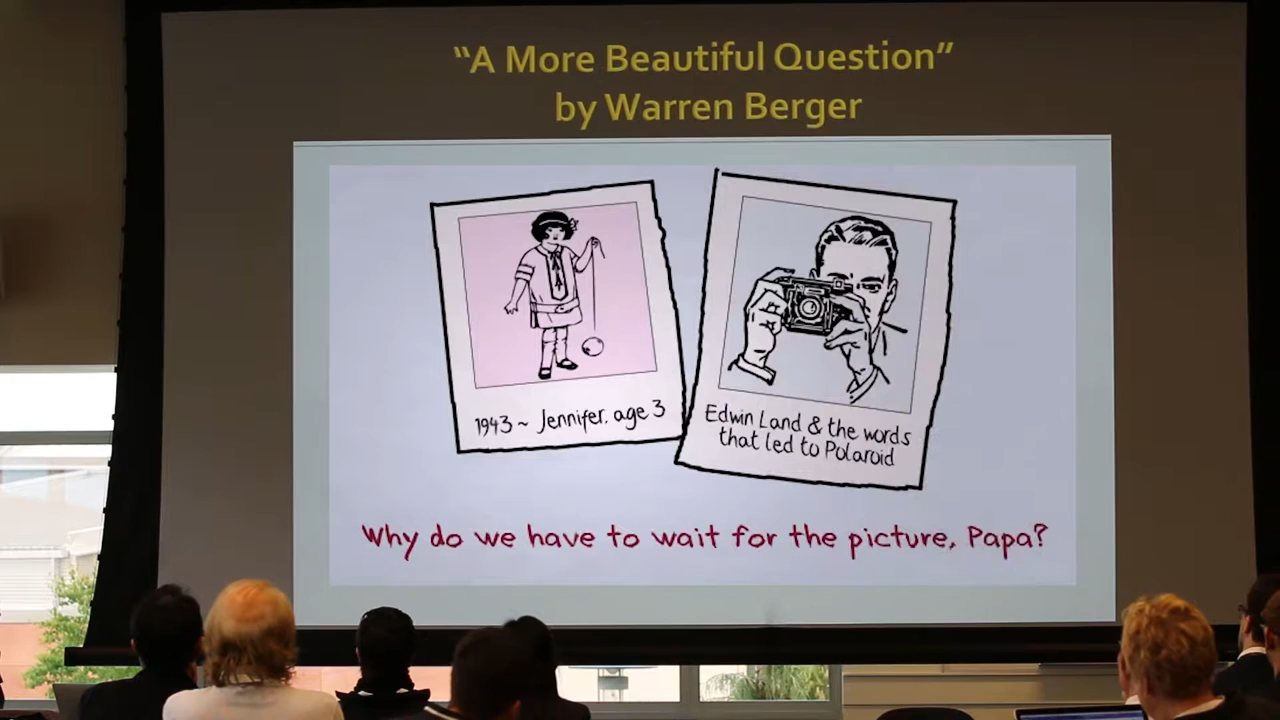 “A More Beautiful Question”
by Warren Berger
1943 ~ Jennifer, age 3
Edwin Land & the words
that led to Polaroid
Why do we have to wait for the picture, Papa?